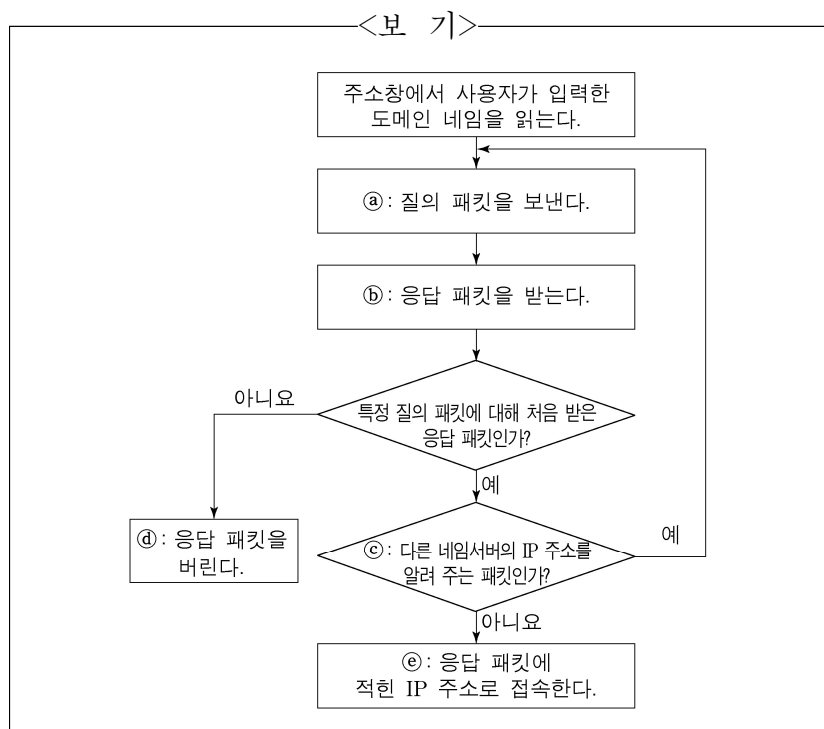 <보 기>
주소창에서 사용자가 입력한
도메인 네임을 읽는다.
ⓐ: 질의 패킷을 보낸다.
ⓑ: 응답 패킷을 받는다.
아니요
특정 질의 패킷에 대해 처음 받은
응답 패킷인가?
예
ⓓ: 응답 패킷을
버린다.
ⓒ: 다른 네임서버의 IP 주소를
알려 주는 패킷인가?
예
아니요
ⓔ: 응답 패킷에
적힌 IP 주소로 접속한다.